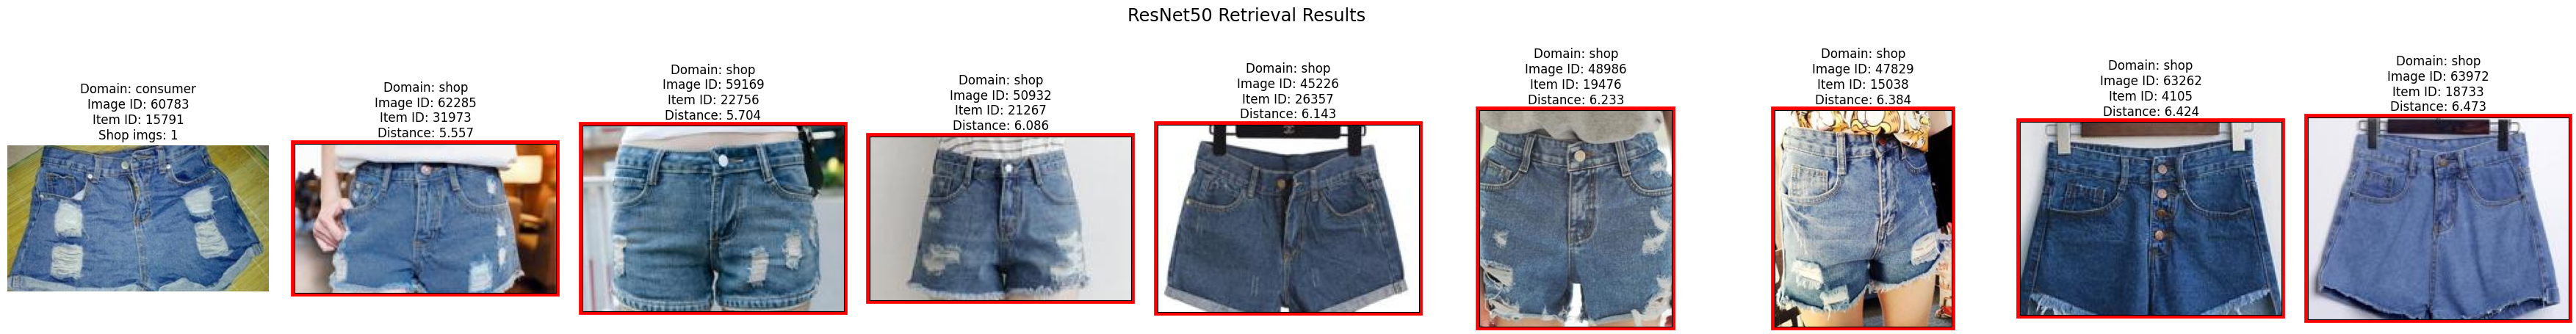 ResNet50 Retrieval Results
Domain: consumer
Image ID: 60783
Item ID: 15791
Shop imgs: 1
Domain: shop
Image ID: 62285
Item ID: 31973
Distance: 5.557
Domain: shop
Image ID: 59169
Item ID: 22756
Distance: 5.704
Domain: shop
Image ID: 50932
Item ID: 21267
Distance: 6.086
Domain: shop
Image ID: 45226
Item ID: 26357
Distance: 6.143
Domain: shop
Image ID: 48986
Item ID: 19476
Distance: 6.233
Domain: shop
Image ID: 47829
Item ID: 15038
Distance: 6.384
Domain: shop
Image ID: 63262
Item ID: 4105
Distance: 6.424
Domain: shop
Image ID: 63972
Item ID: 18733
Distance: 6.473